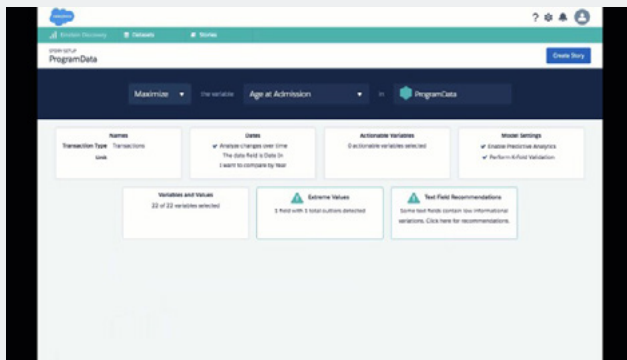 salesforce
?
Einstein Discovery Datasets Stories
STORY SETUP
ProgramData
Create Story
Maximize the variable Age at Admission in ProgramData
Names
Transaction Type Transactions
Unit
Dates
Analyze changes over time
The data field is Date In
I want to compare by Year
Actionable Variables
0 actionable variables selected
Model Settings
Enable Predictive Analytics
Perform K-fold Validation
Variables and Values
22 of 22 variables selected
Extreme Values
1 field with 1 total outliers detected
Text Field Recommendations
Some text fields contain low informational
variations. Click here for recommendations.